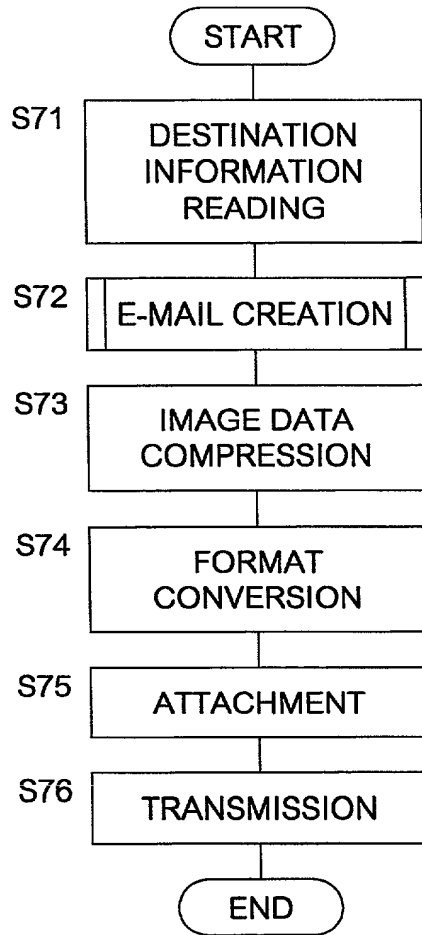 START
S71
DESTINATION
INFORMATION
READING
S72
E-MAIL CREATION
S73
IMAGE DATA
COMPRESSION
S74
FORMAT
CONVERSION
S75
ATTACHMENT
S76
TRANSMISSION
END